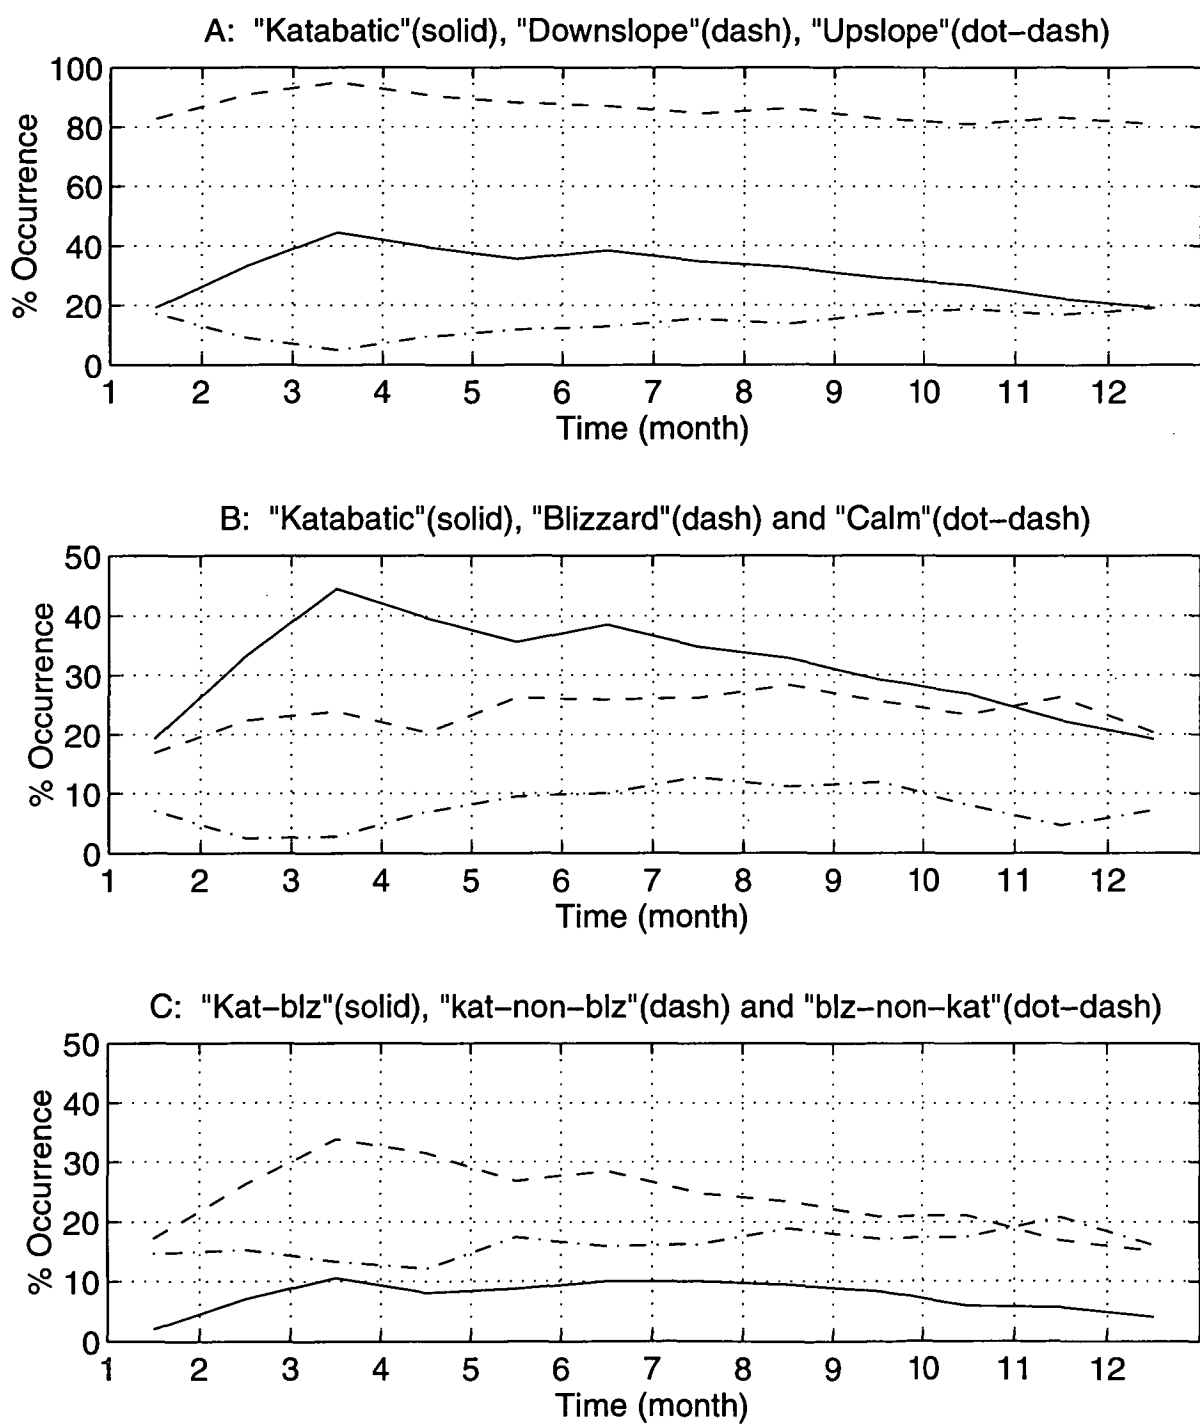 A: "Katabatic"(solid), "Downslope"(dash), "Upslope"(dot–dash)
100
80
60
40
20
0
% Occurrence
1 2 3 4 5 6 7 8 9 10 11 12
Time (month)
B: "Katabatic"(solid), "Blizzard"(dash) and "Calm"(dot–dash)
50
40
30
20
10
0
% Occurrence
1 2 3 4 5 6 7 8 9 10 11 12
Time (month)
C: "Kat–blz"(solid), "kat–non–blz"(dash) and "blz–non–kat"(dot–dash)
50
40
30
20
10
0
% Occurrence
1 2 3 4 5 6 7 8 9 10 11 12
Time (month)